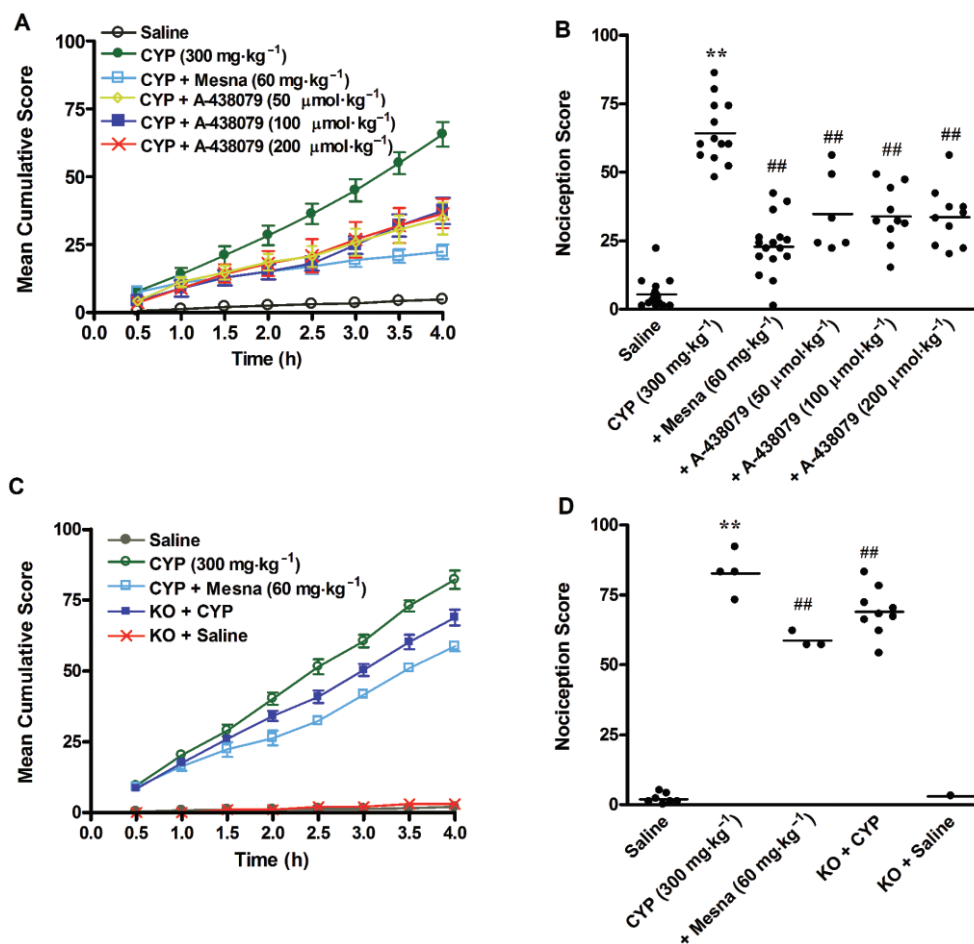 A
Mean Cumulative Score
100
75
50
25
0
Saline
CYP (300 mg·kg⁻¹)
CYP + Mesna (60 mg·kg⁻¹)
CYP + A-438079 (50 μmol·kg⁻¹)
CYP + A-438079 (100 μmol·kg⁻¹)
CYP + A-438079 (200 μmol·kg⁻¹)
0.0 0.5 1.0 1.5 2.0 2.5 3.0 3.5 4.0
Time (h)
B
Nociception Score
100
75
50
25
0
**
##
##
##
##
Saline
CYP (300 mg·kg⁻¹)
+ Mesna (60 mg·kg⁻¹)
+ A-438079 (50 μmol·kg⁻¹)
+ A-438079 (100 μmol·kg⁻¹)
+ A-438079 (200 μmol·kg⁻¹)
C
Mean Cumulative Score
100
75
50
25
0
Saline
CYP (300 mg·kg⁻¹)
CYP + Mesna (60 mg·kg⁻¹)
KO + CYP
KO + Saline
0.0 0.5 1.0 1.5 2.0 2.5 3.0 3.5 4.0
Time (h)
D
Nociception Score
100
75
50
25
0
**
##
##
Saline
CYP (300 mg·kg⁻¹)
+ Mesna (60 mg·kg⁻¹)
KO + CYP
KO + Saline